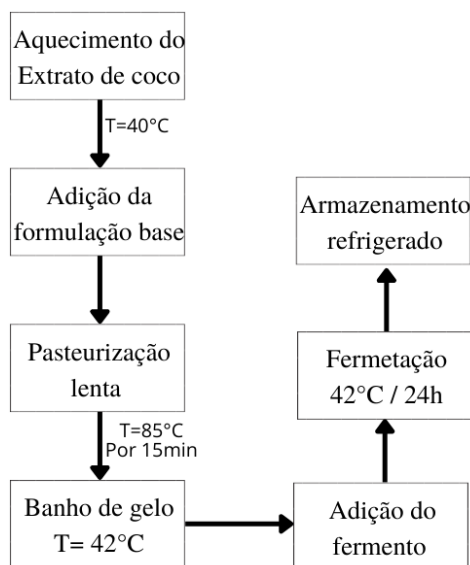 Aquecimento do
Extrato de coco
T=40°C
Adição da
formulação base
Pasteurização
lenta
T=85°C
Por 15min
Banho de gelo
T= 42°C
Adição do
fermento
Fermetação
42°C / 24h
Armazenamento
refrigerado